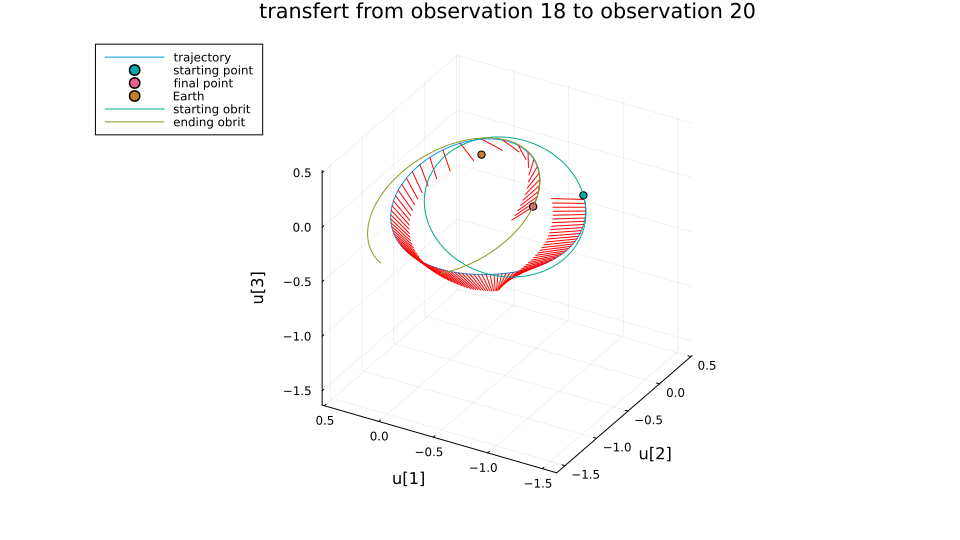 transfert from observation 18 to observation 20
trajectory
starting point
final point
Earth
starting obrit
ending obrit
0.5
0.0
−0.5
−1.0
−1.5
u[3]
0.5
0.0
−0.5
−1.0
−1.5
u[1]
0.5
0.0
−0.5
−1.0
−1.5
u[2]